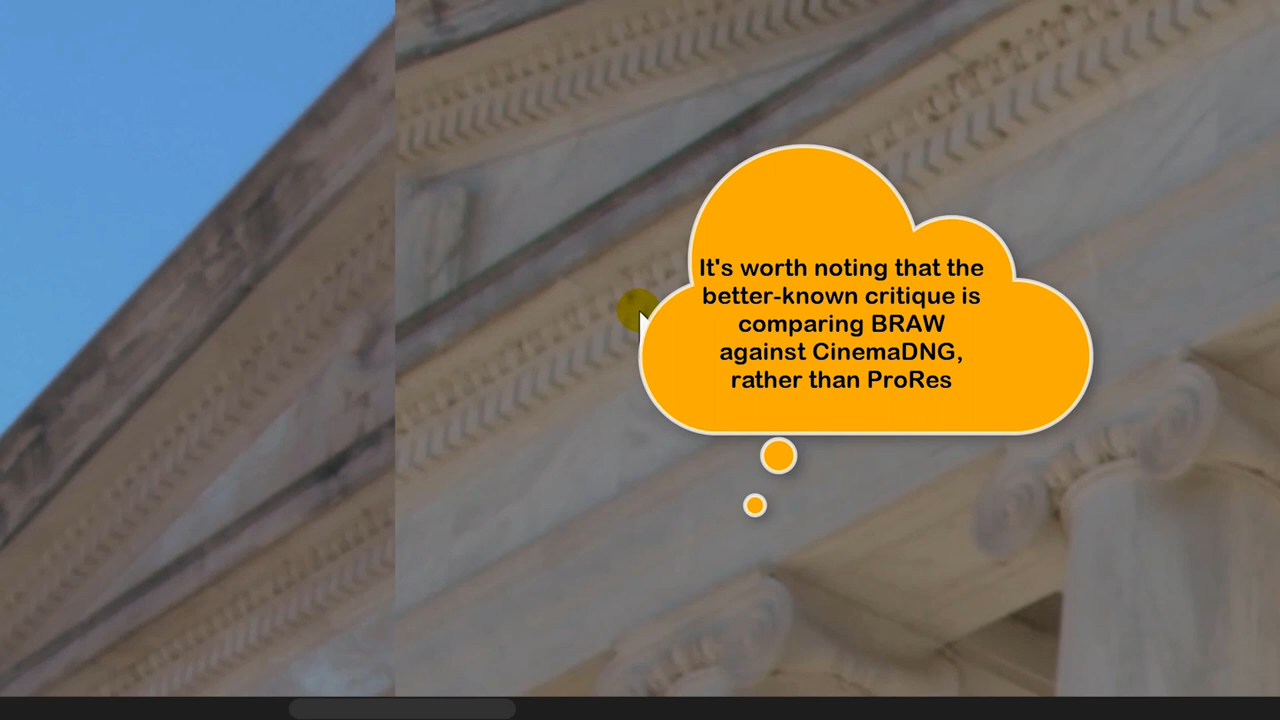 It's worth noting that the
better-known critique is
comparing BRAW
against CinemaDNG,
rather than ProRes